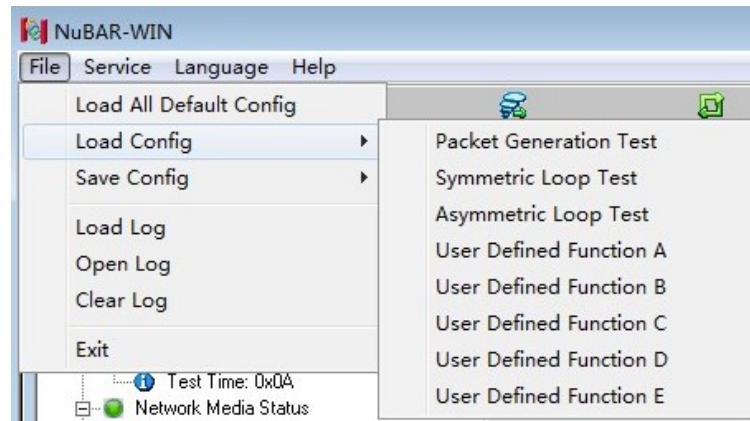 NuBAR-WIN
File Service Language Help
Load All Default Config
Load Config
Save Config
Load Log
Open Log
Clear Log
Exit
Packet Generation Test
Symmetric Loop Test
Asymmetric Loop Test
User Defined Function A
User Defined Function B
User Defined Function C
User Defined Function D
User Defined Function E
Test Time: 0x0A
Network Media Status